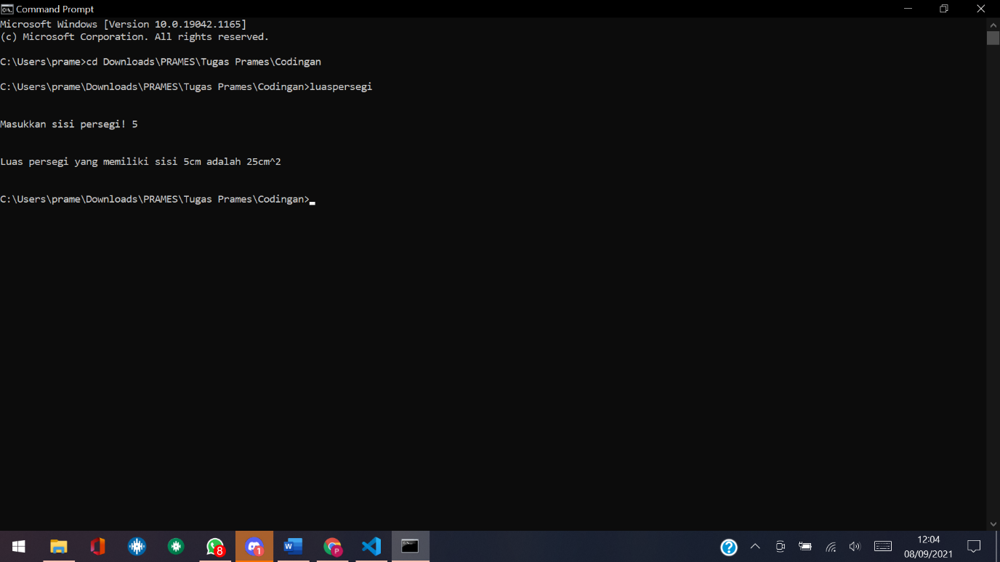 Command Prompt
Microsoft Windows [Version 10.0.19042.1165]
(c) Microsoft Corporation. All rights reserved.
C:\Users\prame>cd Downloads\PRAMES\Tugas Prames\Codingan
C:\Users\prame\Downloads\PRAMES\Tugas Prames\Codingan>luaspersegi
Masukkan sisi persegi! 5
Luas persegi yang memiliki sisi 5cm adalah 25cm^2
C:\Users\prame\Downloads\PRAMES\Tugas Prames\Codingan>
8
1
W
P
?
12:04
08/09/2021